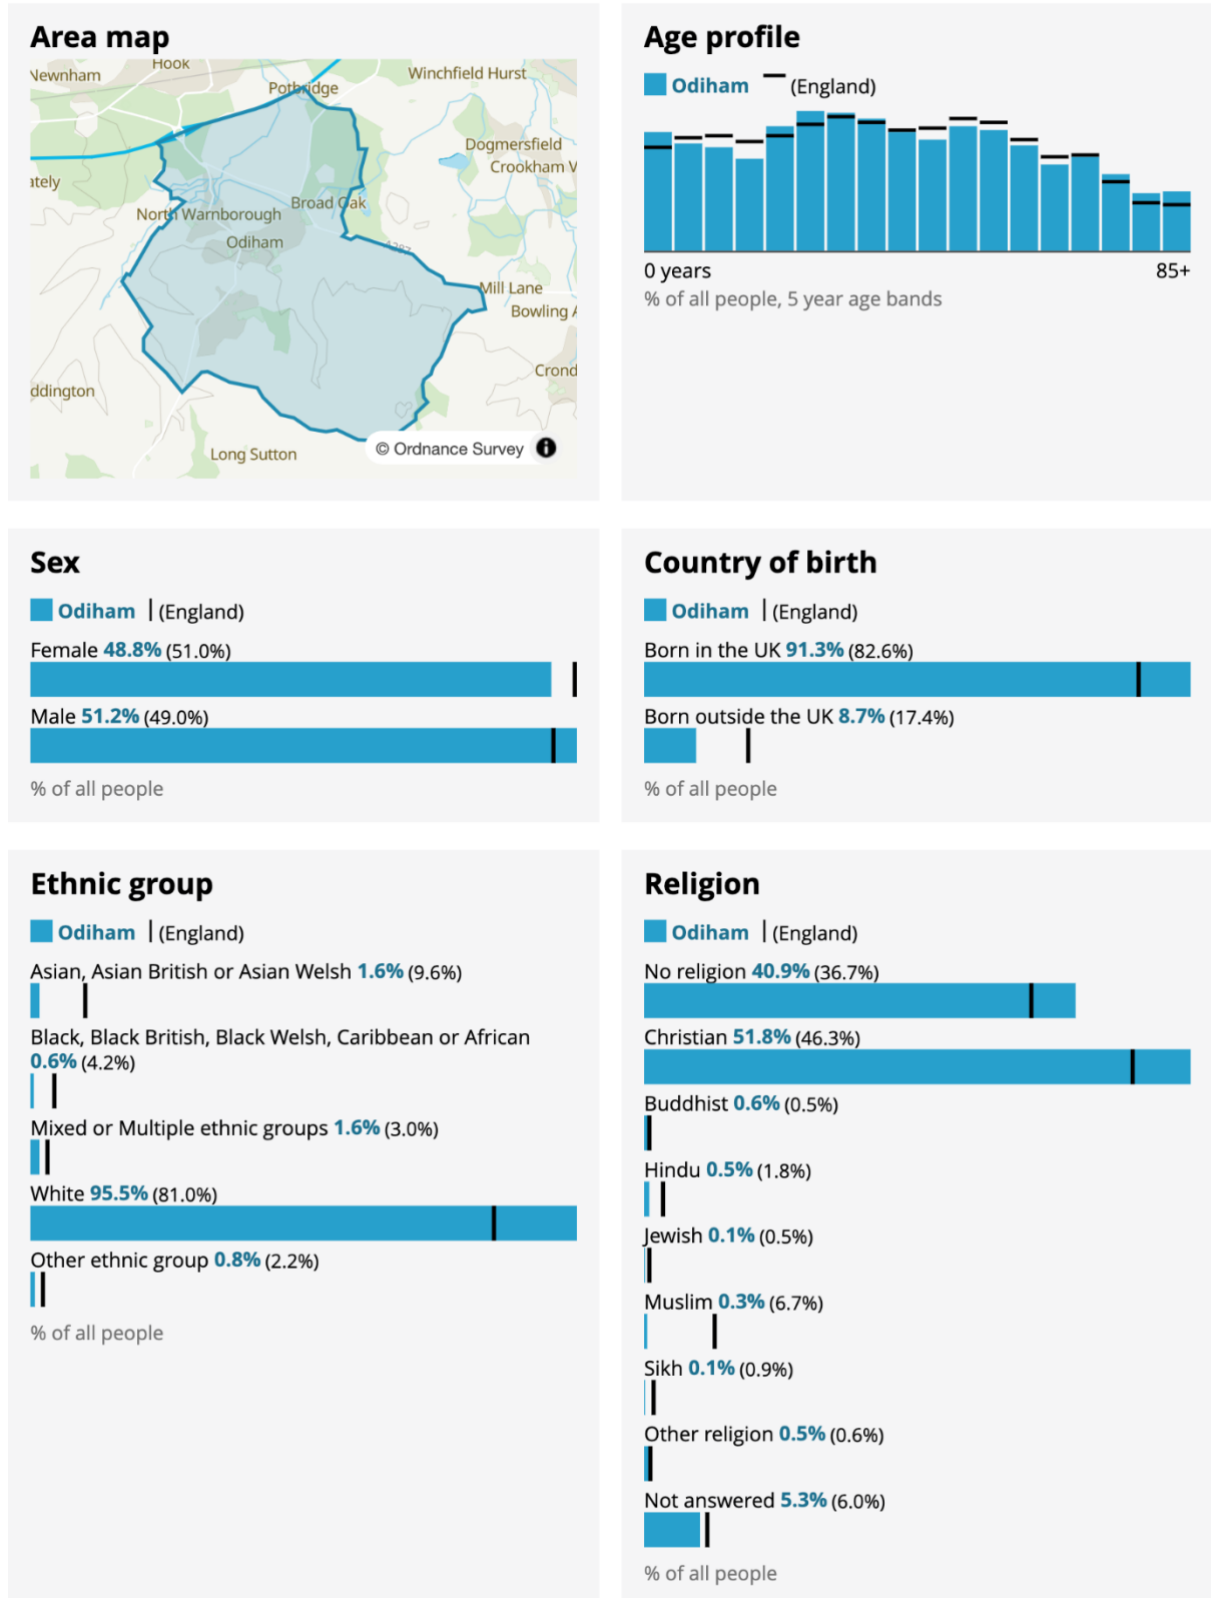 Area map
Newnham
Hook
Potbridge
Winchfield Hurst
Dogmersfield
Crookham V
ately
Broad Oak
North Warnborough
Odiham
A287
Mill Lane
Bowling A
Crond
ddington
Long Sutton
© Ordnance Survey
Age profile
Odiham (England)
0 years 85+
% of all people, 5 year age bands
Sex
Odiham (England)
Female 48.8% (51.0%)
Male 51.2% (49.0%)
% of all people
Country of birth
Odiham (England)
Born in the UK 91.3% (82.6%)
Born outside the UK 8.7% (17.4%)
% of all people
Ethnic group
Odiham (England)
Asian, Asian British or Asian Welsh 1.6% (9.6%)
Black, Black British, Black Welsh, Caribbean or African
0.6% (4.2%)
Mixed or Multiple ethnic groups 1.6% (3.0%)
White 95.5% (81.0%)
Other ethnic group 0.8% (2.2%)
% of all people
Religion
Odiham (England)
No religion 40.9% (36.7%)
Christian 51.8% (46.3%)
Buddhist 0.6% (0.5%)
Hindu 0.5% (1.8%)
Jewish 0.1% (0.5%)
Muslim 0.3% (6.7%)
Sikh 0.1% (0.9%)
Other religion 0.5% (0.6%)
Not answered 5.3% (6.0%)
% of all people